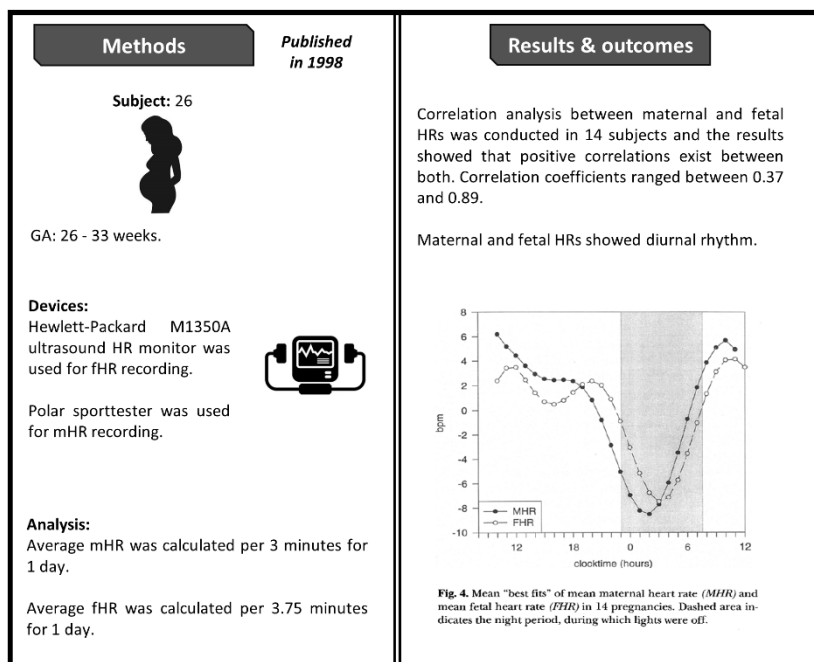 Methods
Published
in 1998
Subject: 26
GA: 26 - 33 weeks.
Devices:
Hewlett-Packard M1350A
ultrasound HR monitor was
used for fHR recording.
Polar sporttester was used
for mHR recording.
Analysis:
Average mHR was calculated per 3 minutes for
1 day.
Average fHR was calculated per 3.75 minutes
for 1 day.
Results & outcomes
Correlation analysis between maternal and fetal
HRs was conducted in 14 subjects and the results
showed that positive correlations exist between
both. Correlation coefficients ranged between 0.37
and 0.89.
Maternal and fetal HRs showed diurnal rhythm.
8
6
4
2
0
-2
-4
-6
-8
-10
bpm
MHR
FHR
12 18 0 6 12
clocktime (hours)
Fig. 4. Mean "best fits" of mean maternal heart rate (MHR) and
mean fetal heart rate (FHR) in 14 pregnancies. Dashed area in-
dicates the night period, during which lights were off.